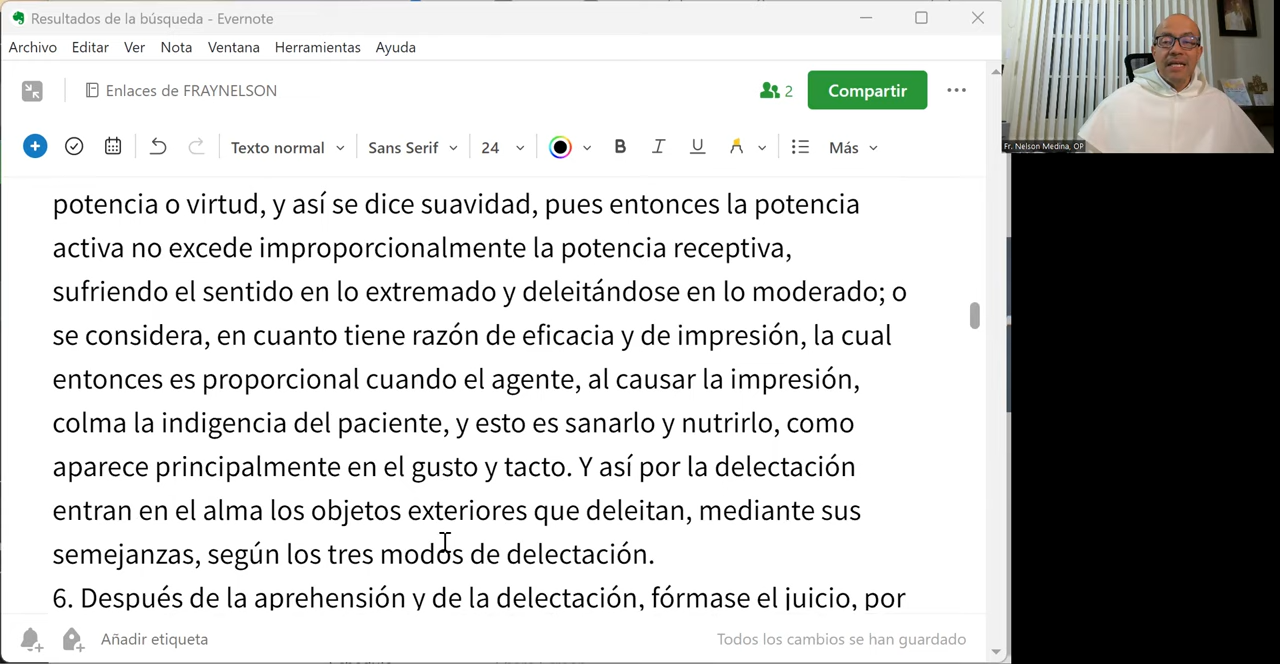 Resultados de la búsqueda - Evernote
Archivo Editar Ver Nota Ventana Herramientas Ayuda
Enlaces de FRAYNELSON
2
Compartir
Texto normal Sans Serif 24 B I U A Más
potencia o virtud, y así se dice suavidad, pues entonces la potencia
activa no excede improporcionalmente la potencia receptiva,
sufriendo el sentido en lo extremado y deleitándose en lo moderado; o
se considera, en cuanto tiene razón de eficacia y de impresión, la cual
entonces es proporcional cuando el agente, al causar la impresión,
colma la indigencia del paciente, y esto es sanarlo y nutrirlo, como
aparece principalmente en el gusto y tacto. Y así por la delectación
entran en el alma los objetos exteriores que deleitan, mediante sus
semejanzas, según los tres modos de delectación.
6. Después de la aprehensión y de la delectación, fórmase el juicio, por
Añadir etiqueta
Todos los cambios se han guardado
Fr. Nelson Medina, OP